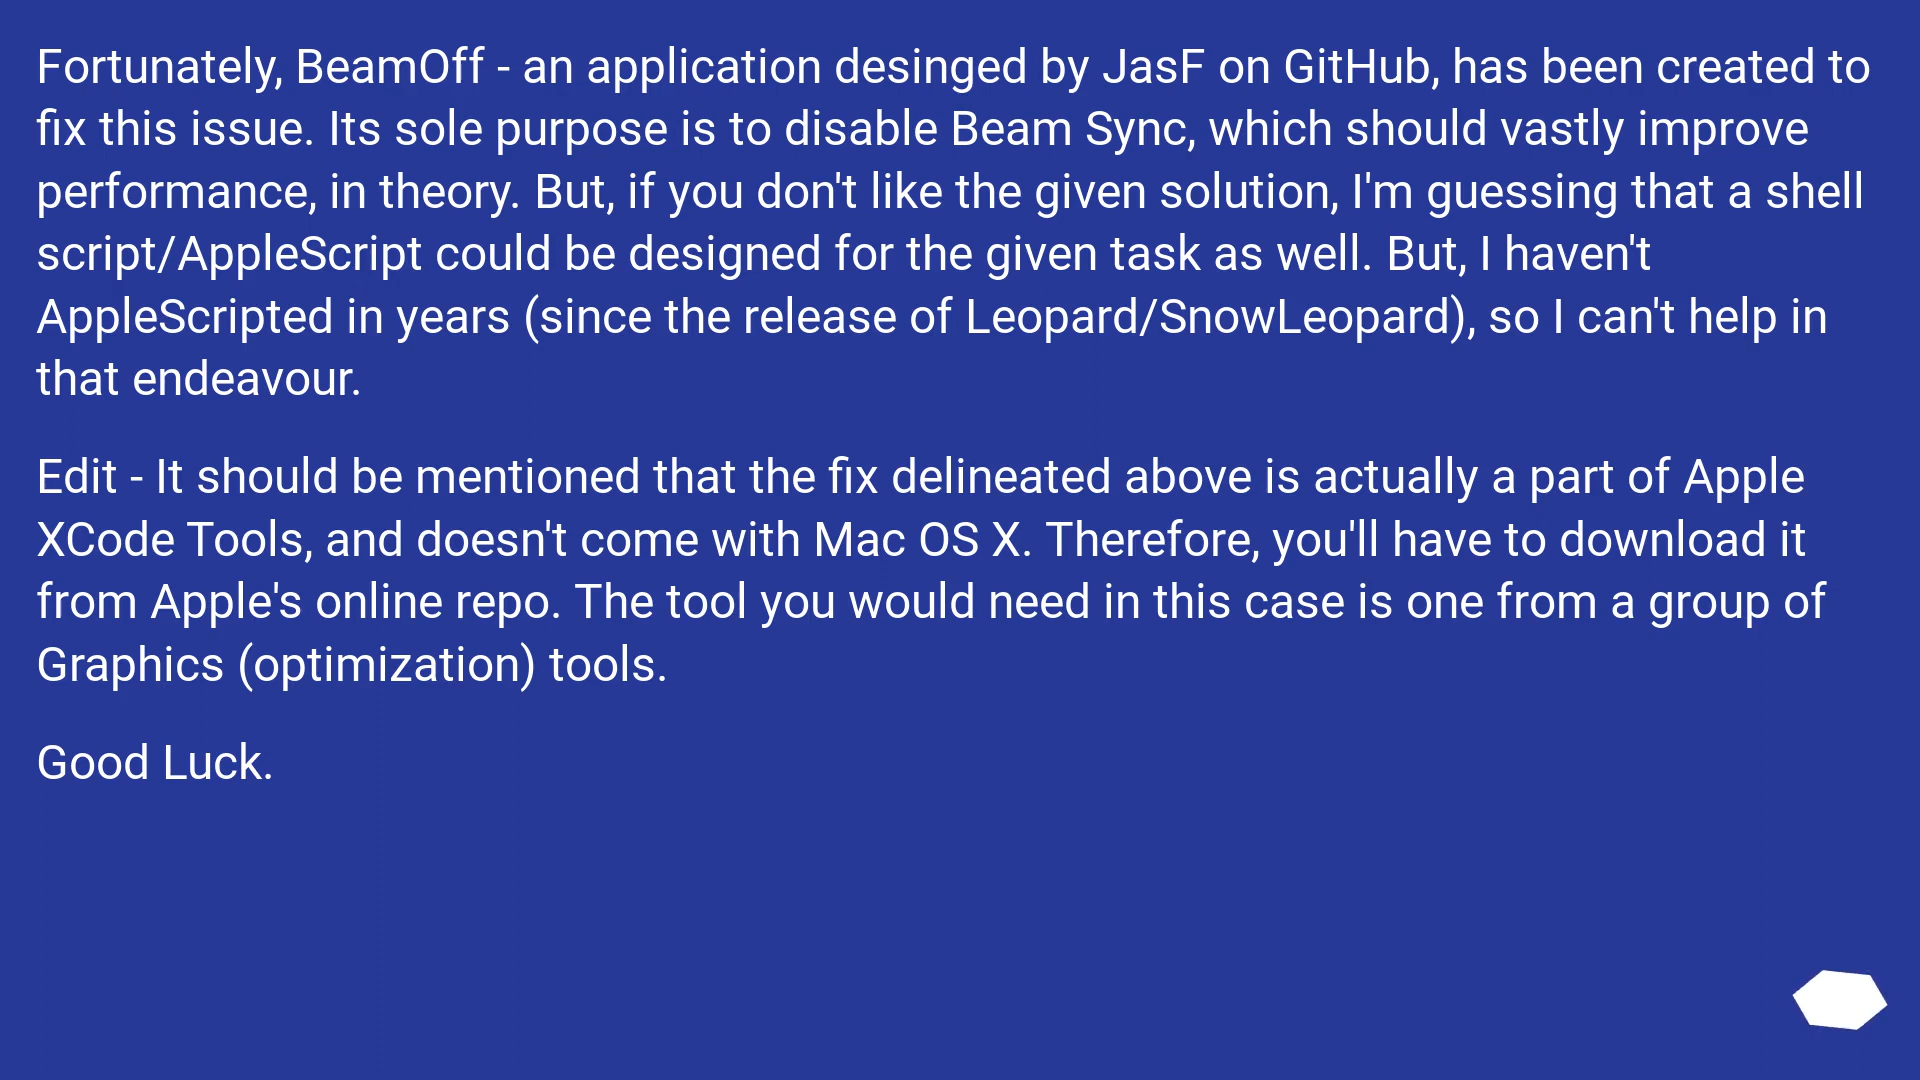 Fortunately, BeamOff - an application desinged by JasF on GitHub, has been created to
fix this issue. Its sole purpose is to disable Beam Sync, which should vastly improve
performance, in theory. But, if you don't like the given solution, I'm guessing that a shell
script/AppleScript could be designed for the given task as well. But, I haven't
AppleScripted in years (since the release of Leopard/SnowLeopard), so I can't help in
that endeavour.
Edit - It should be mentioned that the fix delineated above is actually a part of Apple
XCode Tools, and doesn't come with Mac OS X. Therefore, you'll have to download it
from Apple's online repo. The tool you would need in this case is one from a group of
Graphics (optimization) tools.
Good Luck.